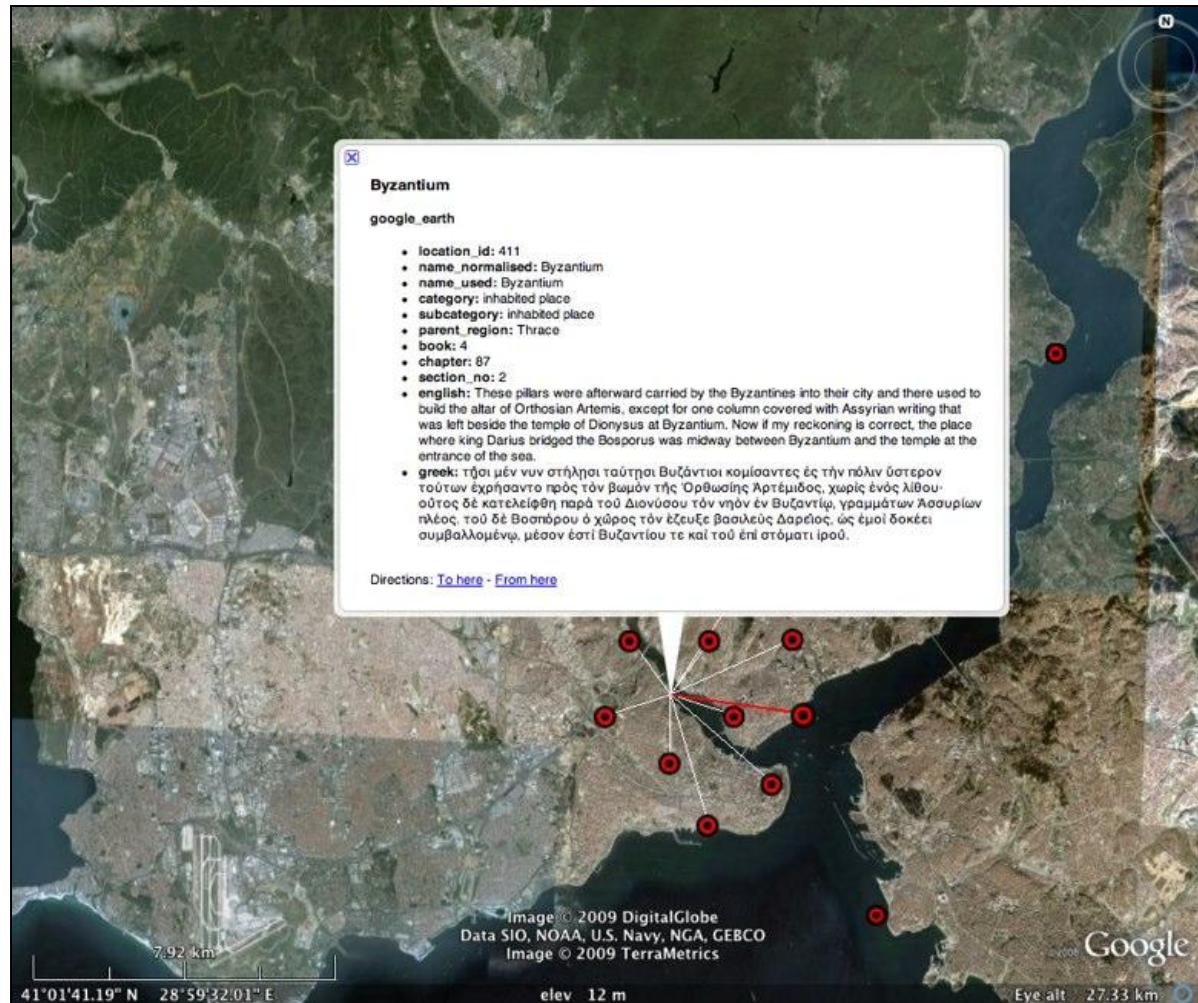 N
Byzantium
google_earth
• location_id: 411
• name_normalised: Byzantium
• name_used: Byzantium
• category: inhabited place
• subcategory: inhabited place
• parent_region: Thrace
• book: 4
• chapter: 87
• section_no: 2
• english: These pillars were afterward carried by the Byzantines into their city and there used to
build the altar of Orthosian Artemis, except for one column covered with Assyrian writing that
was left beside the temple of Dionysus at Byzantium. Now if my reckoning is correct, the place
where king Darius bridged the Bosporus was midway between Byzantium and the temple at the
entrance of the sea.
• greek: τῇσι μέν νυν στήλῃσι ταύτῃσι Βυζάντιοι κομίσαντες ἐς τὴν πόλιν ὕστερον
τούτων ἐχρήσαντο πρὸς τὸν βωμὸν τῆς Ὀρθωσίης Ἀρτέμιδος, χωρὶς ἑνὸς λίθου·
οὗτος δὲ κατελείφθη παρὰ τοῦ Διονύσου τὸν νηὸν ἐν Βυζαντίῳ, γραμμάτων Ἀσσυρίων
πλέος. τοῦ δὲ Βοσπόρου ὁ χῶρος τὸν ἔζευξε βασιλεὺς Δαρεῖος, ὡς ἐμοὶ δοκέει
συμβαλλομένῳ, μέσον ἐστὶ Βυζαντίου τε καὶ τοῦ ἐπὶ στόματι ἱροῦ.
Directions: To here - From here
Image © 2009 DigitalGlobe
Data SIO, NOAA, U.S. Navy, NGA, GEBCO
Image © 2009 TerraMetrics
©2008 Google
7.92 km
41°01'41.19" N 28°59'32.01" E elev 12 m Eye alt 27.33 km